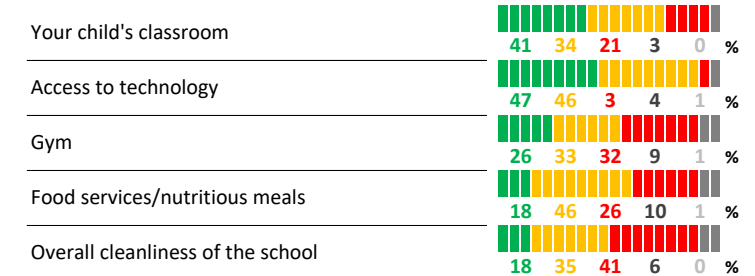 Your child's classroom
41 34 21 3 0 %
Access to technology
47 46 3 4 1 %
Gym
26 33 32 9 1 %
Food services/nutritious meals
18 46 26 10 1 %
Overall cleanliness of the school
18 35 41 6 0 %